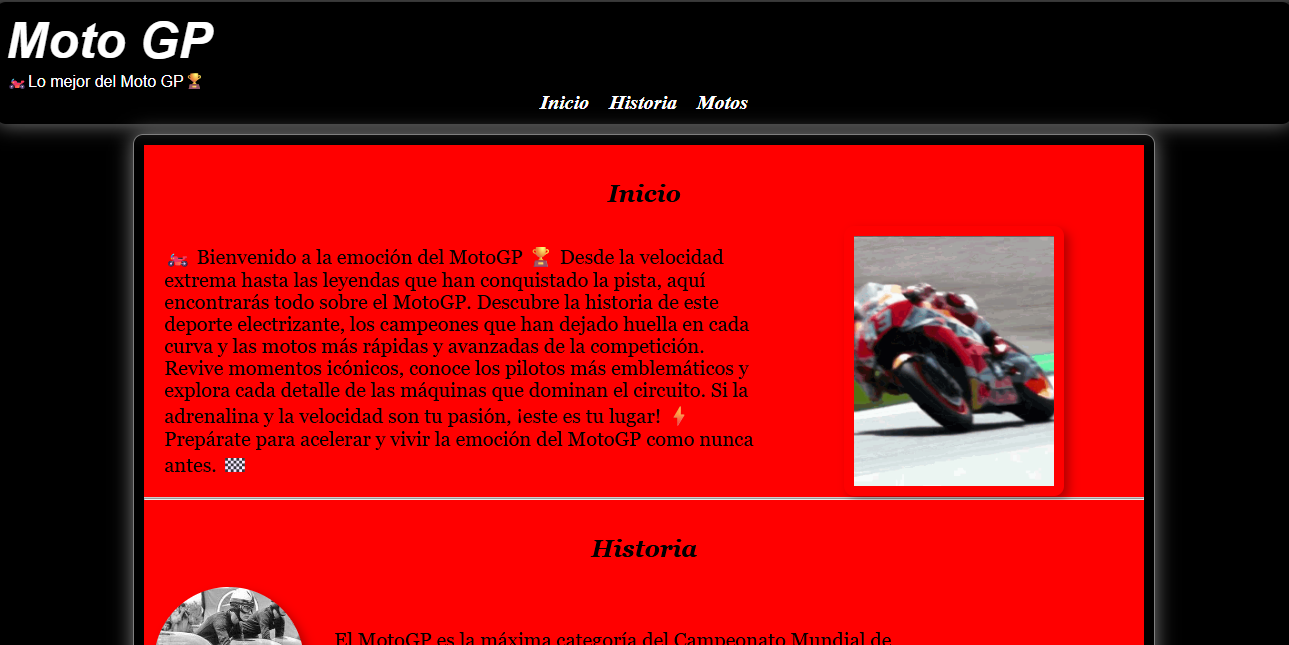 Moto GP
🏍️Lo mejor del Moto GP🏆
Inicio Historia Motos
Inicio
🏍️ Bienvenido a la emoción del MotoGP 🏆 Desde la velocidad
extrema hasta las leyendas que han conquistado la pista, aquí
encontrarás todo sobre el MotoGP. Descubre la historia de este
deporte electrizante, los campeones que han dejado huella en cada
curva y las motos más rápidas y avanzadas de la competición.
Revive momentos icónicos, conoce los pilotos más emblemáticos y
explora cada detalle de las máquinas que dominan el circuito. Si la
adrenalina y la velocidad son tu pasión, ¡este es tu lugar! ⚡
Prepárate para acelerar y vivir la emoción del MotoGP como nunca
antes. 🏁
Historia
El MotoGP es la máxima categoría del Campeonato Mundial de